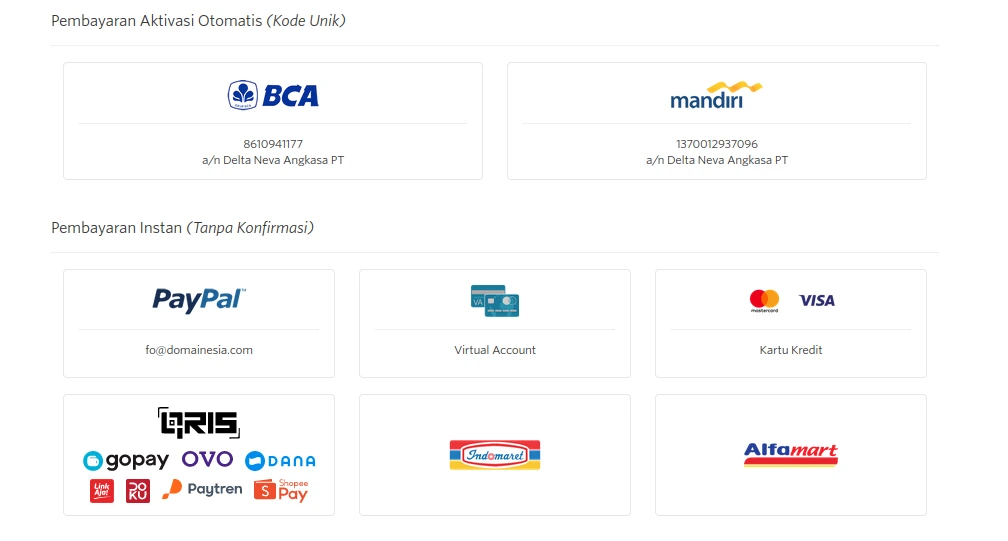 Pembayaran Aktivasi Otomatis (Kode Unik)
BCA
mandiri
8610941177
a/n Delta Neva Angkasa PT
1370012937096
a/n Delta Neva Angkasa PT
Pembayaran Instan (Tanpa Konfirmasi)
PayPal™
fo@domainesia.com
VA
Virtual Account
mastercard VISA
Kartu Kredit
QRIS
gopay OVO DANA
LinkAja! DOKU Paytren Shopee Pay
Indomaret
Alfamart